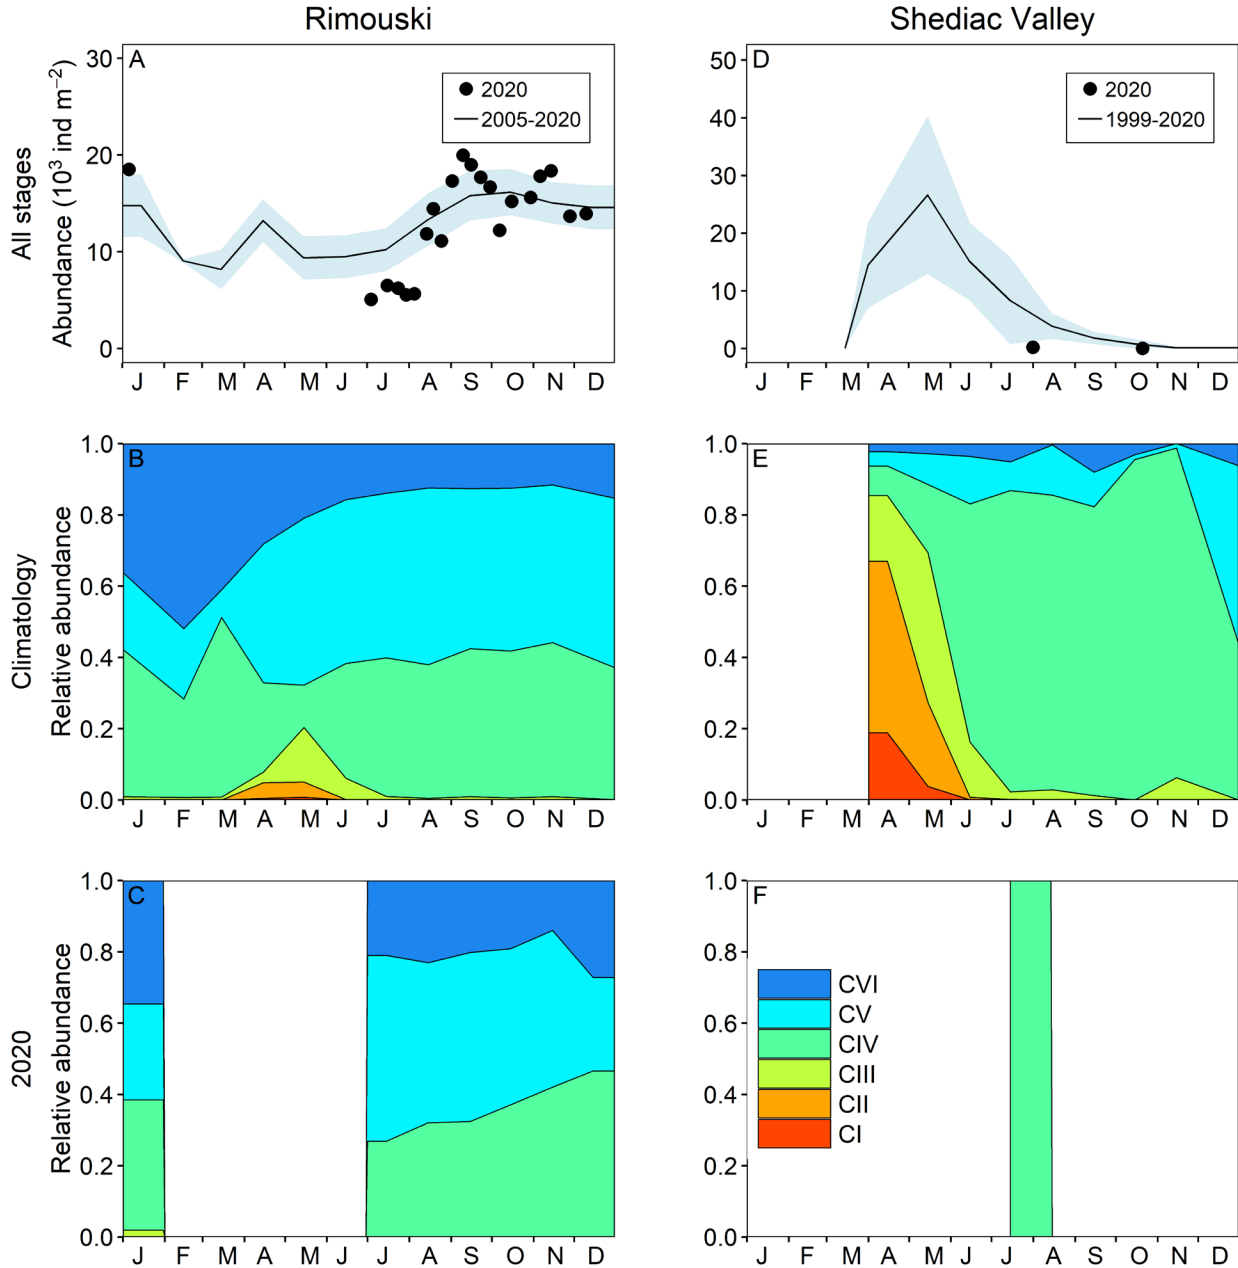 Rimouski
Shediac Valley
All stages
Abundance (10³ ind m⁻²)
A
30
20
10
0
2020
2005-2020
J F M A M J J A S O N D
D
50
40
30
20
10
0
2020
1999-2020
J F M A M J J A S O N D
Climatology
Relative abundance
B
1.0
0.8
0.6
0.4
0.2
0.0
J F M A M J J A S O N D
E
1.0
0.8
0.6
0.4
0.2
0.0
J F M A M J J A S O N D
2020
Relative abundance
C
1.0
0.8
0.6
0.4
0.2
0.0
J F M A M J J A S O N D
F
1.0
0.8
0.6
0.4
0.2
0.0
CVI
CV
CIV
CIII
CII
CI
J F M A M J J A S O N D